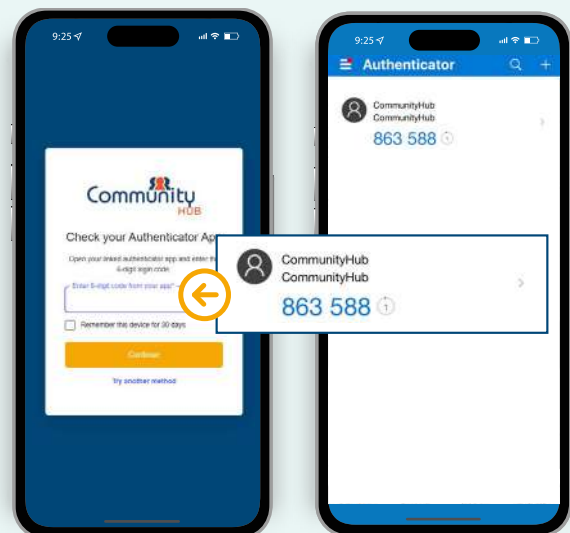 9:25
Community
HUB
Check your Authenticator Ap
Open your linked authenticator app and enter the
6-digit login code
Enter 6-digit code from your app*
Remember this device for 30 days
Continue
Try another method
9:25
Authenticator
CommunityHub
CommunityHub
863 588
CommunityHub
CommunityHub
863 588
1